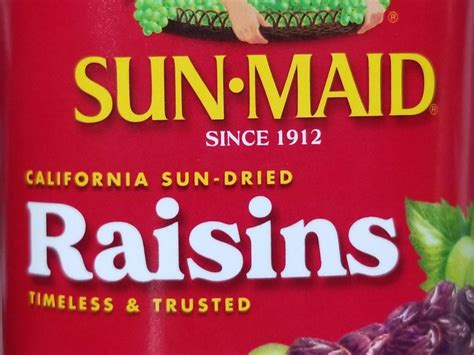 SUN•MAID®
SINCE 1912
CALIFORNIA SUN-DRIED
Raisins
TIMELESS & TRUSTED